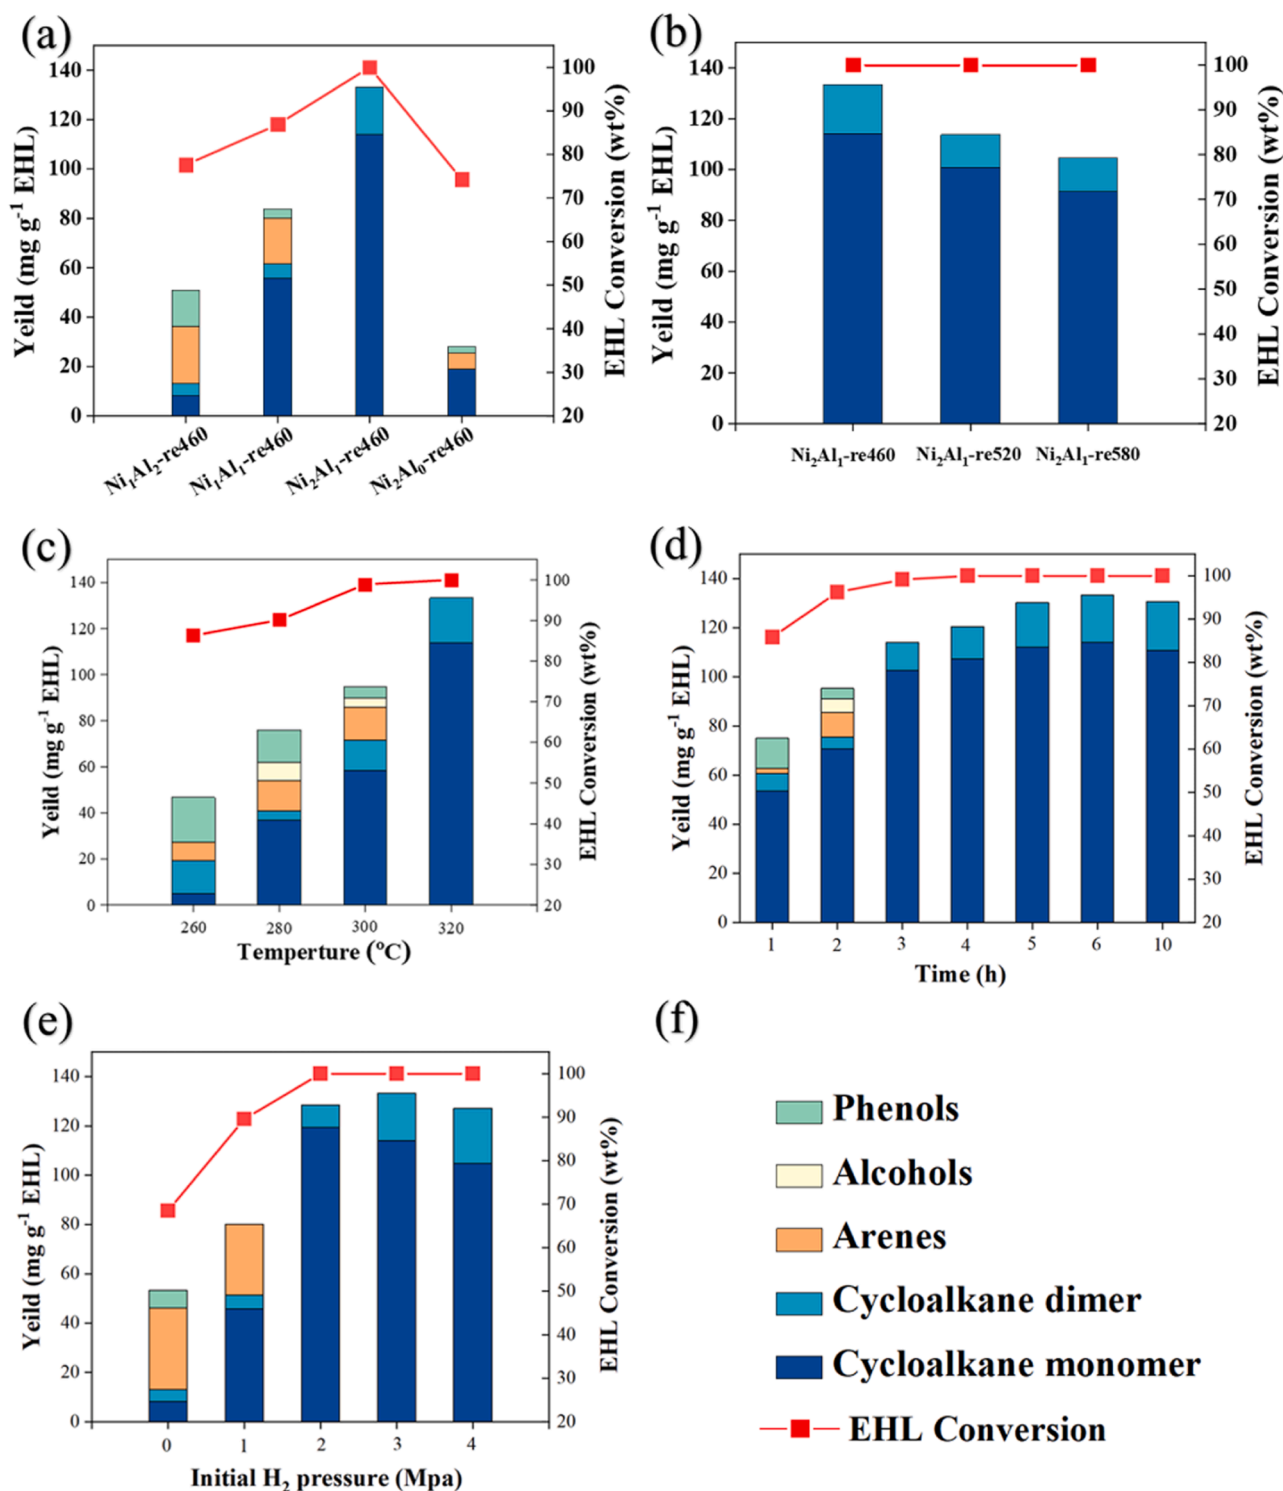 (a)
140
120
100
80
60
40
20
0
Yeild (mg g⁻¹ EHL)
100
90
80
70
60
50
40
30
20
EHL Conversion (wt%)
Ni₁Al₂-re460
Ni₁Al₁-re460
Ni₂Al₁-re460
Ni₂Al₀-re460
(b)
140
120
100
80
60
40
20
0
Yeild (mg g⁻¹ EHL)
100
90
80
70
60
50
40
30
20
EHL Conversion (wt%)
Ni₂Al₁-re460 Ni₂Al₁-re520 Ni₂Al₁-re580
(c)
140
120
100
80
60
40
20
0
Yeild (mg g⁻¹ EHL)
100
90
80
70
60
50
40
30
20
EHL Conversion (wt%)
260 280 300 320
Temperture (ºC)
(d)
140
120
100
80
60
40
20
0
Yeild (mg g⁻¹ EHL)
100
90
80
70
60
50
40
30
20
EHL Conversion (wt%)
1 2 3 4 5 6 10
Time (h)
(e)
140
120
100
80
60
40
20
0
Yeild (mg g⁻¹ EHL)
100
90
80
70
60
50
40
30
20
EHL Conversion (wt%)
0 1 2 3 4
Initial H₂ pressure (Mpa)
(f)
Phenols
Alcohols
Arenes
Cycloalkane dimer
Cycloalkane monomer
EHL Conversion